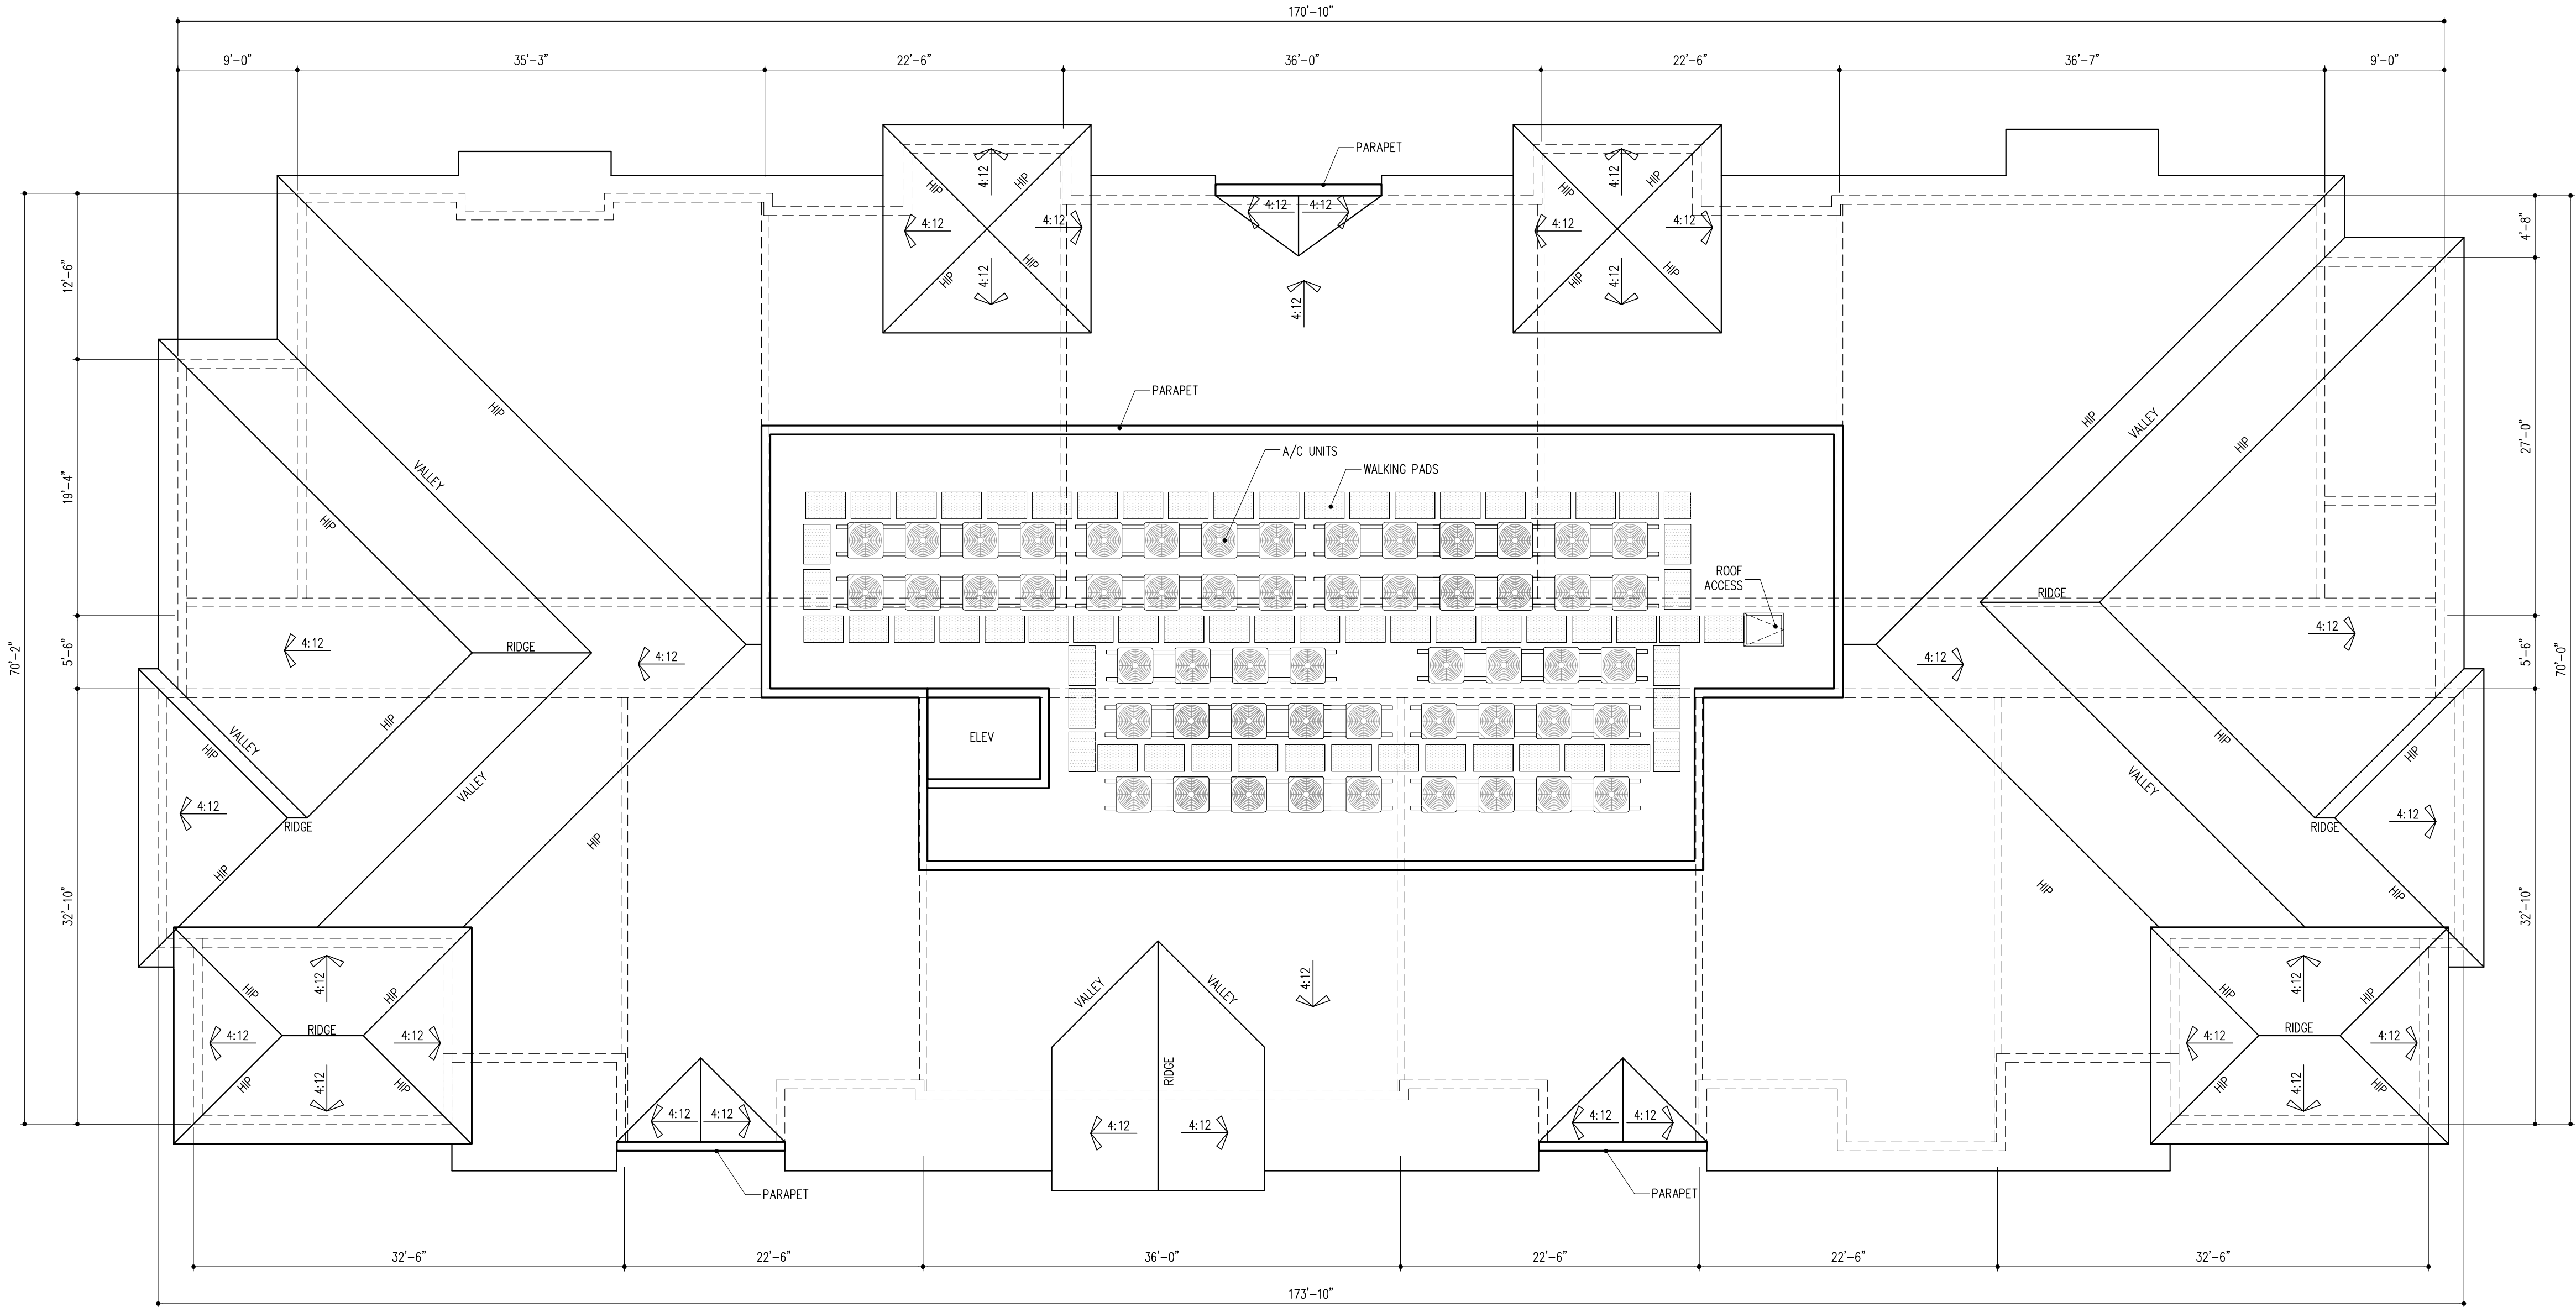 170'-10"
9'-0"
35'-3"
22'-6"
36'-0"
22'-6"
36'-7"
9'-0"
PARAPET
4:12
HIP
HIP
4:12
4:12
HIP
HIP
4:12
4:12
4:12
4:12
4:12
HIP
HIP
4:12
4:12
HIP
HIP
4:12
12'-6"
19'-4"
5'-6"
32'-10"
70'-2"
4'-8"
27'-0"
5'-6"
32'-10"
70'-0"
PARAPET
A/C UNITS
WALKING PADS
ROOF
ACCESS
ELEV
HIP
VALLEY
HIP
4:12
RIDGE
4:12
VALLEY
HIP
HIP
4:12
RIDGE
HIP
VALLEY
HIP
HIP
VALLEY
HIP
RIDGE
4:12
4:12
HIP
HIP
4:12
RIDGE
VALLEY
HIP
HIP
4:12
HIP
HIP
4:12
RIDGE
4:12
HIP
HIP
4:12
4:12
4:12
PARAPET
VALLEY
VALLEY
RIDGE
4:12
4:12
4:12
4:12
4:12
PARAPET
4:12
HIP
HIP
4:12
RIDGE
4:12
HIP
HIP
4:12
32'-6"
22'-6"
36'-0"
22'-6"
22'-6"
32'-6"
173'-10"